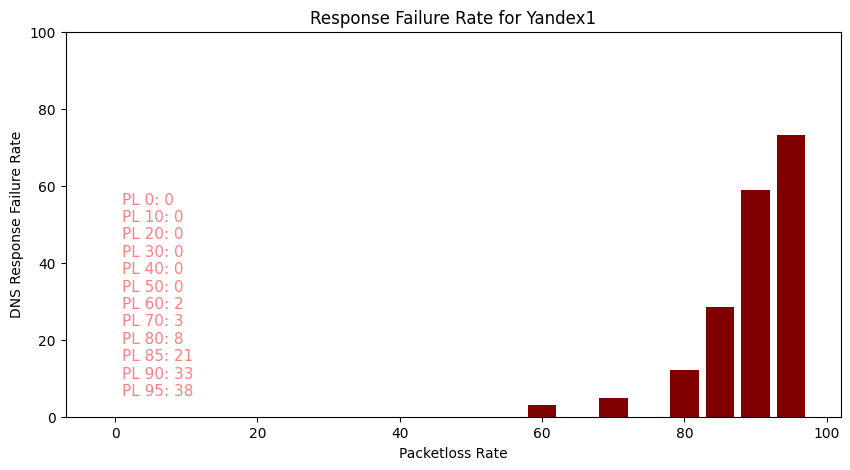 Response Failure Rate for Yandex1
100
80
60
40
20
0
DNS Response Failure Rate
PL 0: 0
PL 10: 0
PL 20: 0
PL 30: 0
PL 40: 0
PL 50: 0
PL 60: 2
PL 70: 3
PL 80: 8
PL 85: 21
PL 90: 33
PL 95: 38
0 20 40 60 80 100
Packetloss Rate